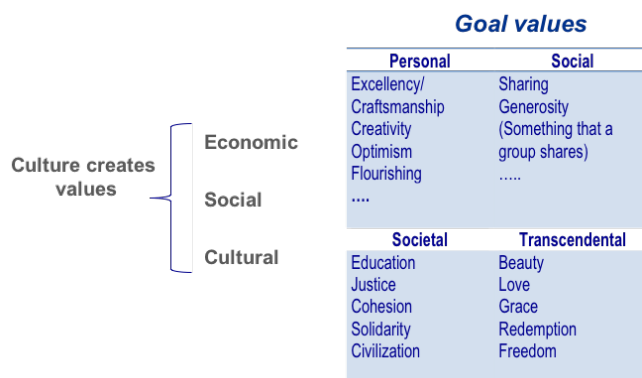 Culture creates
values
Economic
Social
Cultural
Goal values
Personal Social
Excellency/ Sharing
Craftsmanship Generosity
Creativity (Something that a
Optimism group shares)
Flourishing …..
….
Societal Transcendental
Education Beauty
Justice Love
Cohesion Grace
Solidarity Redemption
Civilization Freedom